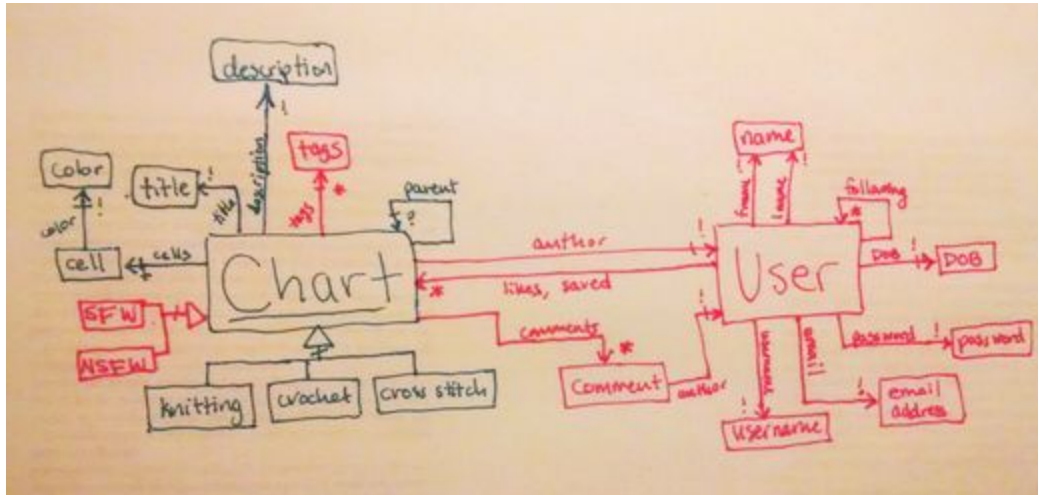 description
!
description
tags
*
tags
color
!
color
title
!
title
cell
cells
Chart
parent
?
SFW
NSFW
knitting
crochet
cross stitch
author
!
likes, saved
*
comments
*
Comment
author
!
name
!
fname
!
lname
following
*
User
DOB
!
DOB
password
!
password
email
!
email
address
username
!
username